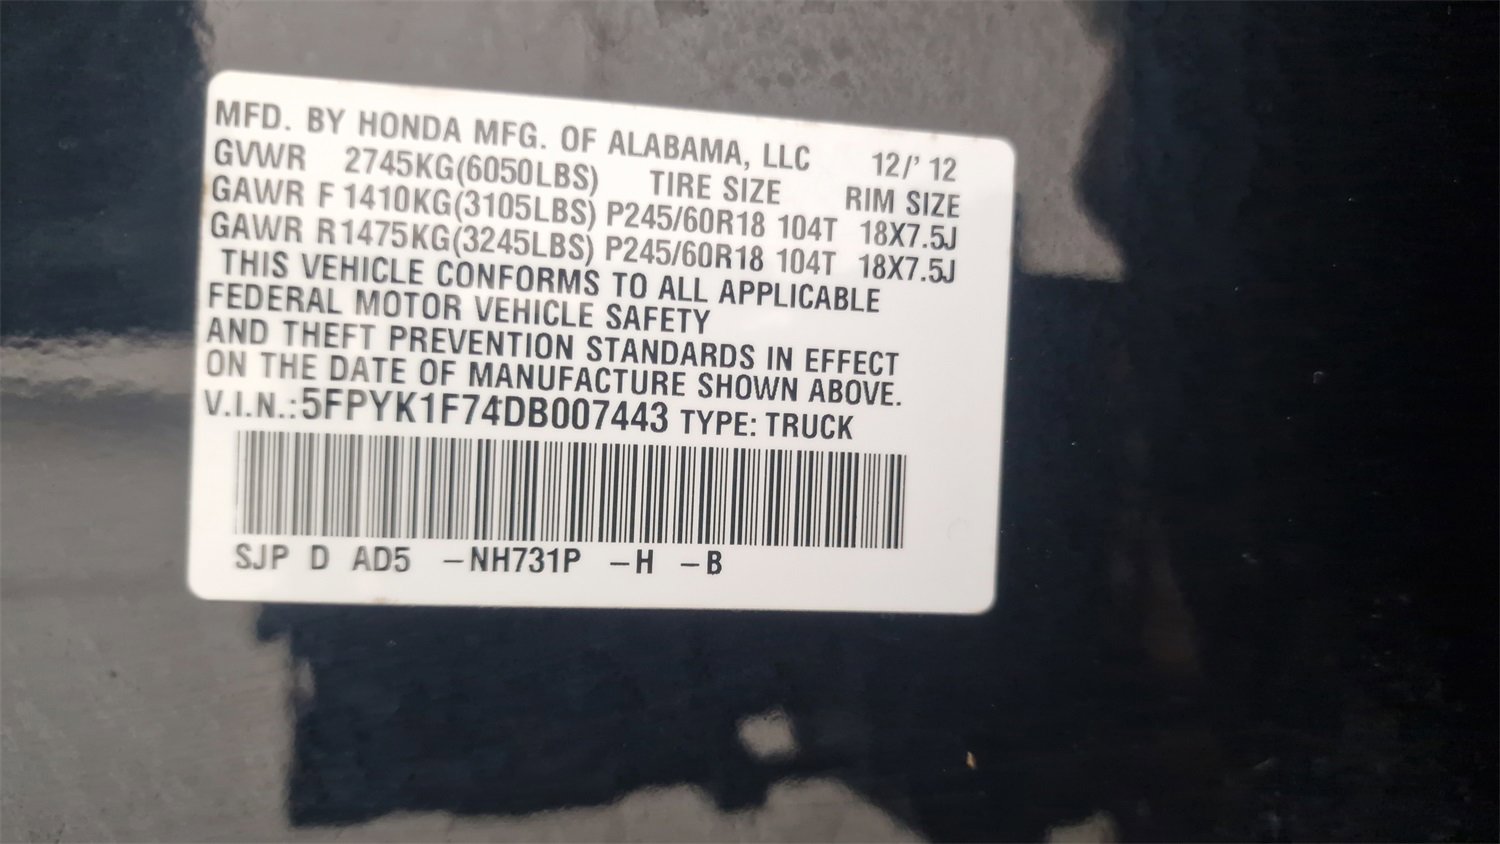 MFD. BY HONDA MFG. OF ALABAMA, LLC 12/' 12
GVWR 2745KG(6050LBS) TIRE SIZE RIM SIZE
GAWR F 1410KG(3105LBS) P245/60R18 104T 18X7.5J
GAWR R1475KG(3245LBS) P245/60R18 104T 18X7.5J
THIS VEHICLE CONFORMS TO ALL APPLICABLE
FEDERAL MOTOR VEHICLE SAFETY
AND THEFT PREVENTION STANDARDS IN EFFECT
ON THE DATE OF MANUFACTURE SHOWN ABOVE.
V.I.N.:5FPYK1F74DB007443 TYPE: TRUCK
SJP D AD5 -NH731P -H -B